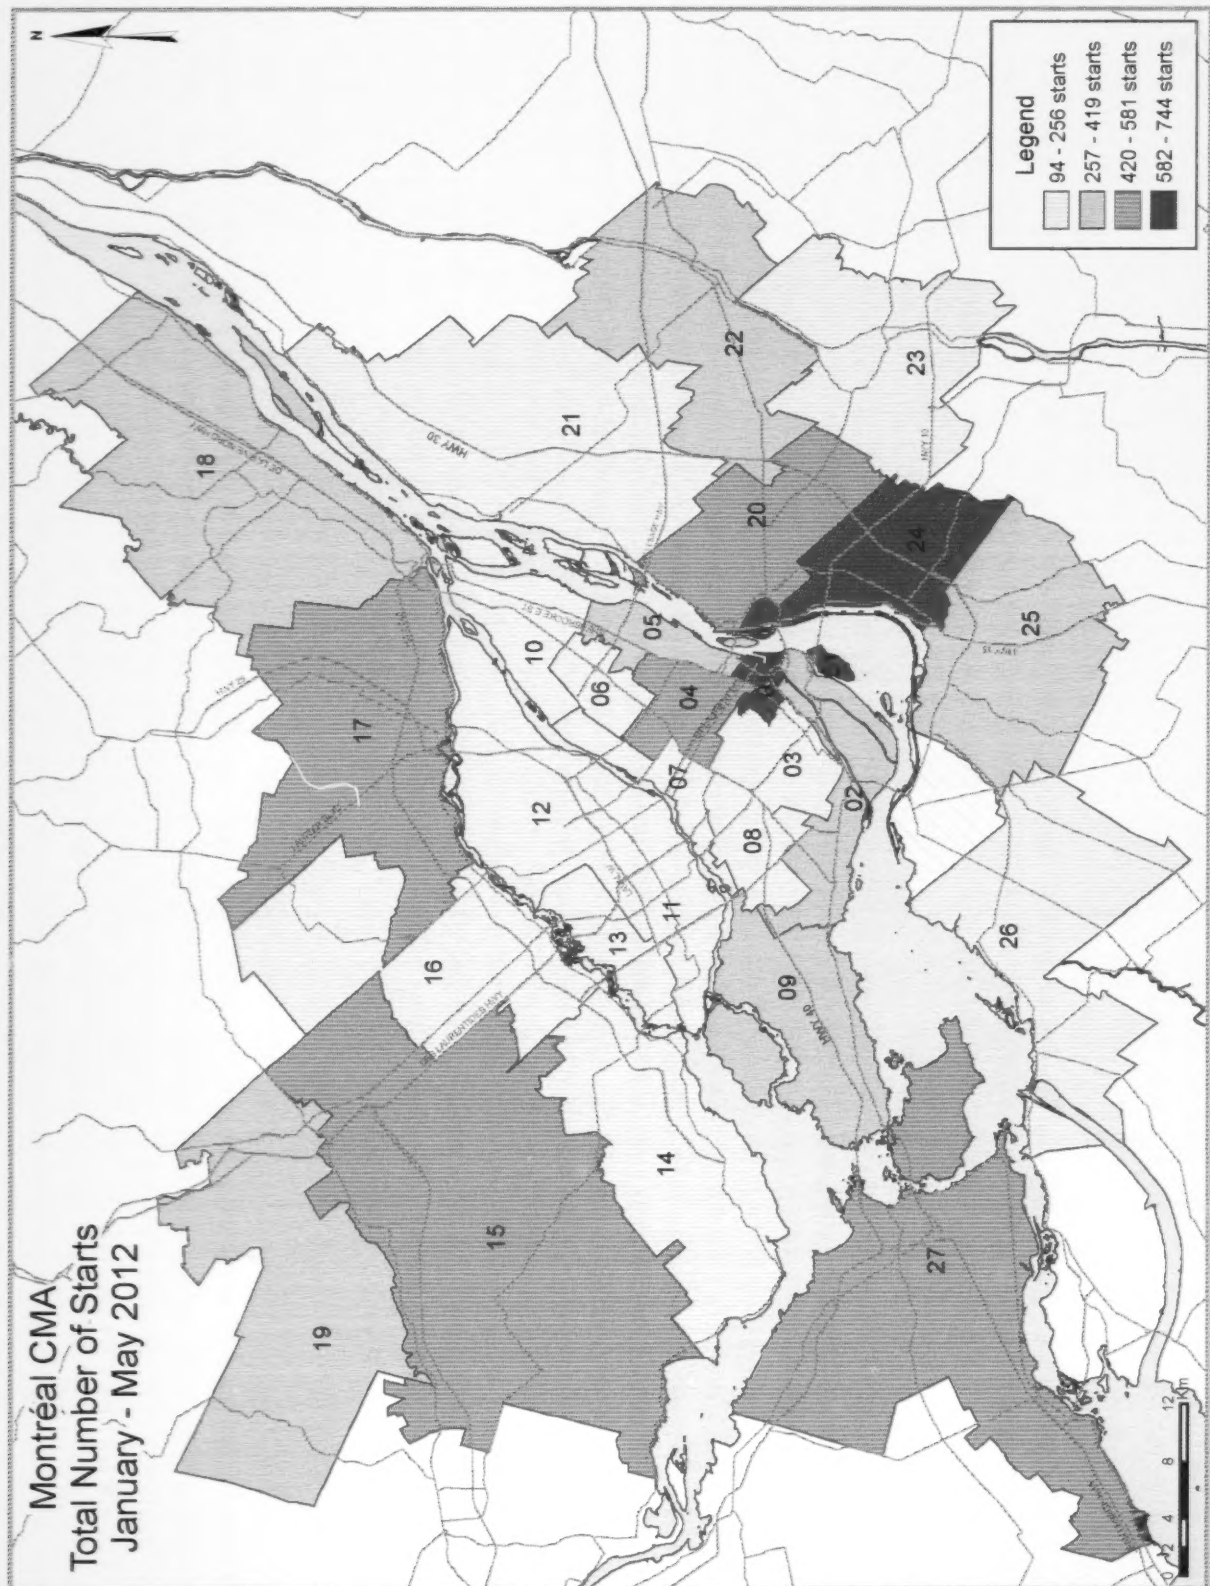 Montréal CMA
Total Number of Starts
January - May 2012
N
18
17
19
16
15
21
HWY 30
12
10
06
05
04
07
13
11
03
08
14
02
09
HWY 40
20
22
23
HWY 10
24
25
26
27
Legend
94 - 256 starts
257 - 419 starts
420 - 581 starts
582 - 744 starts
0 2 4 8 12
Km